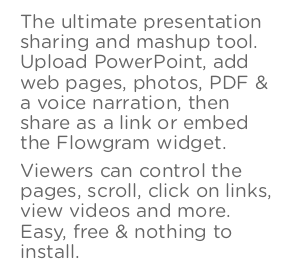 The ultimate presentation
sharing and mashup tool.
Upload PowerPoint, add
web pages, photos, PDF &
a voice narration, then
share as a link or embed
the Flowgram widget.
Viewers can control the
pages, scroll, click on links,
view videos and more.
Easy, free & nothing to
install.